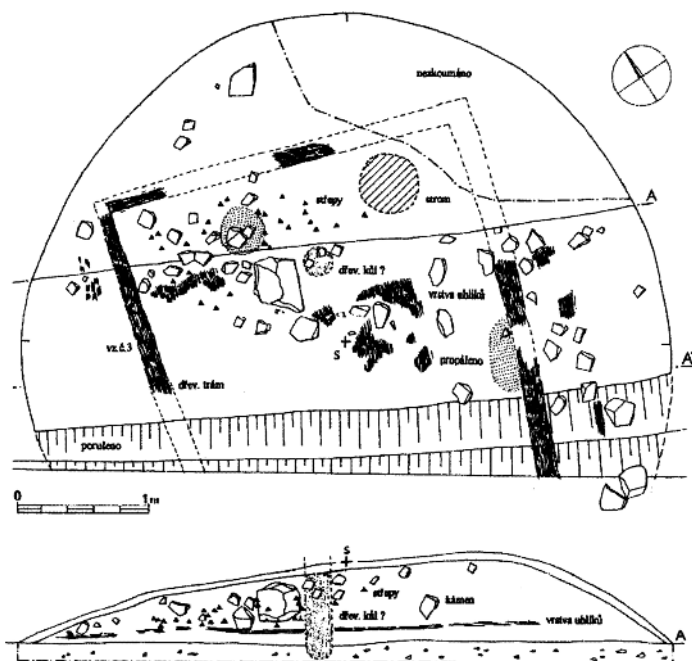 nezkoumáno
A
střepy
strom
dřev. kůl ?
vrstva uhlíků
vz.č.3
S
propáleno
A'
dřev. trám
porušeno
0 1 m
S
střepy
kámen
dřev. kůl ?
vrstva uhlíků
A